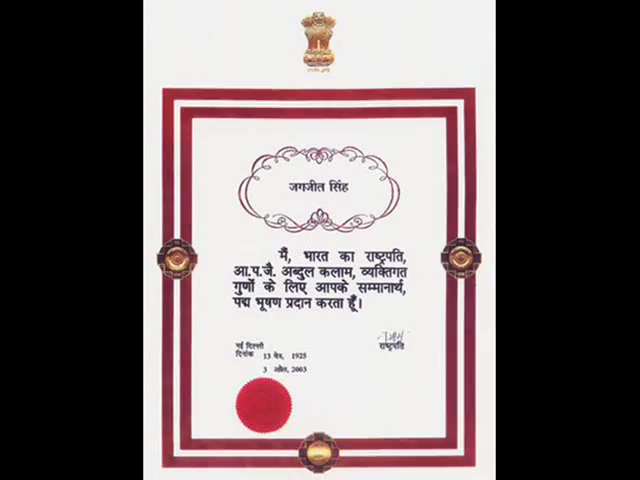 जगजीत सिंह
मैं, भारत का राष्ट्रपति,
आ.प.जै. अब्दुल कलाम, व्यक्तिगत
गुणों के लिए आपके सम्मानार्थ,
पद्म भूषण प्रदान करता हूँ।
नई दिल्ली
राष्ट्रपति
दिनांक 13 चैत्र, 1925
3 अप्रैल, 2003